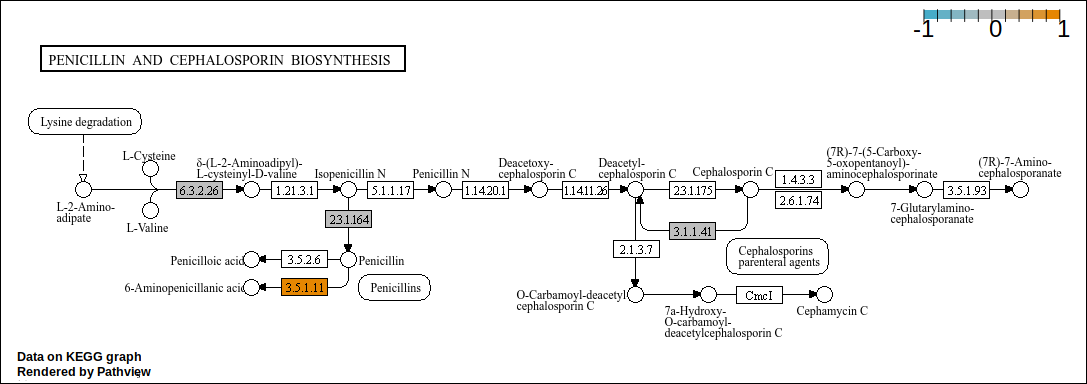 -1 0 1
PENICILLIN AND CEPHALOSPORIN BIOSYNTHESIS
Lysine degradation
L-Cysteine
L-2-Amino-
adipate
L-Valine
6.3.2.26
δ-(L-2-Aminoadipyl)-
L-cysteinyl-D-valine
1.21.3.1
Isopenicillin N
5.1.1.17
Penicillin N
1.14.20.1
Deacetoxy-
cephalosporin C
1.14.11.26
Deacetyl-
cephalosporin C
2.3.1.175
Cephalosporin C
1.4.3.3
2.6.1.74
(7R)-7-(5-Carboxy-
5-oxopentanoyl)-
aminocephalosporinate
7-Glutarylamino-
cephalosporanate
3.5.1.93
(7R)-7-Amino-
cephalosporanate
2.3.1.164
3.1.1.41
2.1.3.7
Cephalosporins
parenteral agents
Penicilloic acid
3.5.2.6
Penicillin
6-Aminopenicillanic acid
3.5.1.11
Penicillins
O-Carbamoyl-deacetyl
cephalosporin C
7a-Hydroxy-
O-carbamoyl-
deacetylcephalosporin C
CmcI
Cephamycin C
Data on KEGG graph
Rendered by Pathview